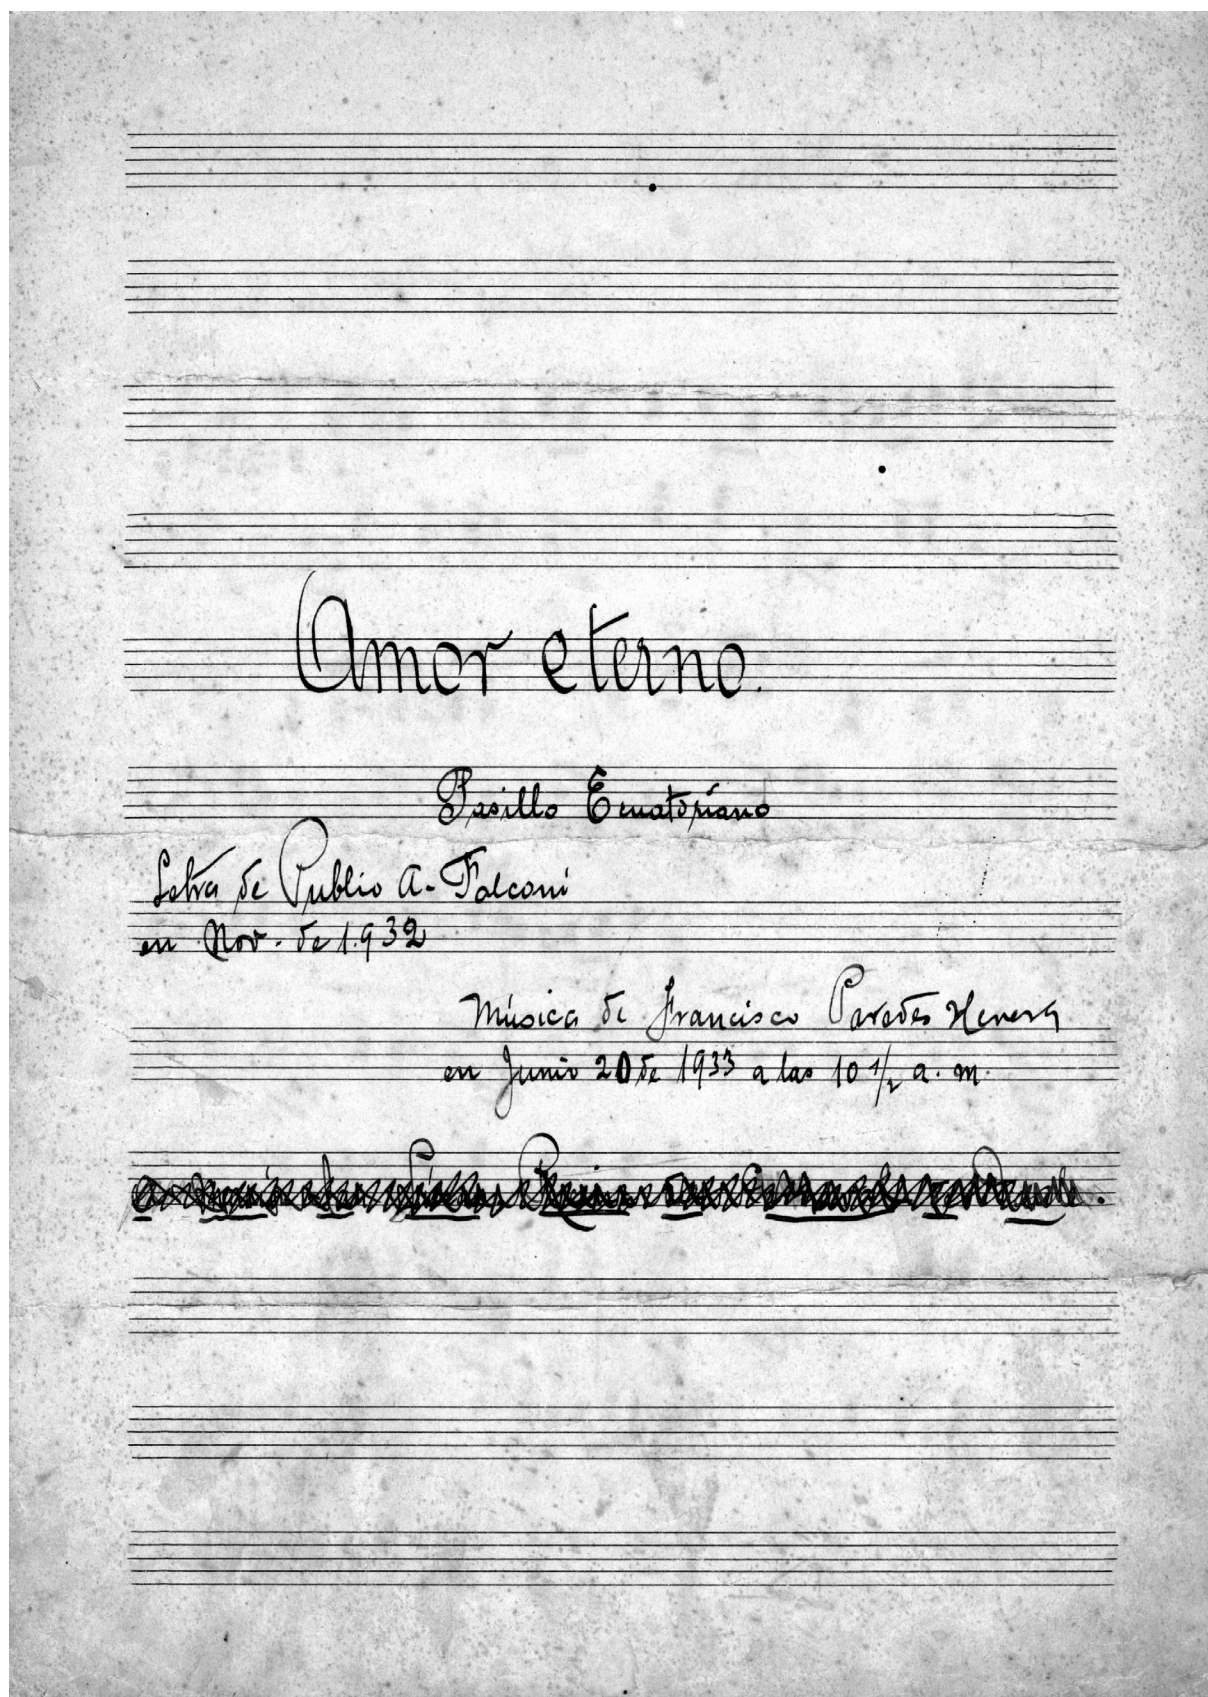 Amor eterno.
Pasillo Ecuatoriano
Letra de Publio A. Falconí
en Nov. de 1.932
Música de Francisco Paredes Herrera
en Junio 20 de 1933 a las 10 1/2 a. m.